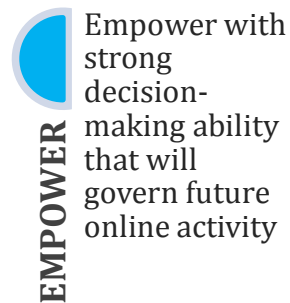 EMPOWER
Empower with
strong
decision-
making ability
that will
govern future
online activity